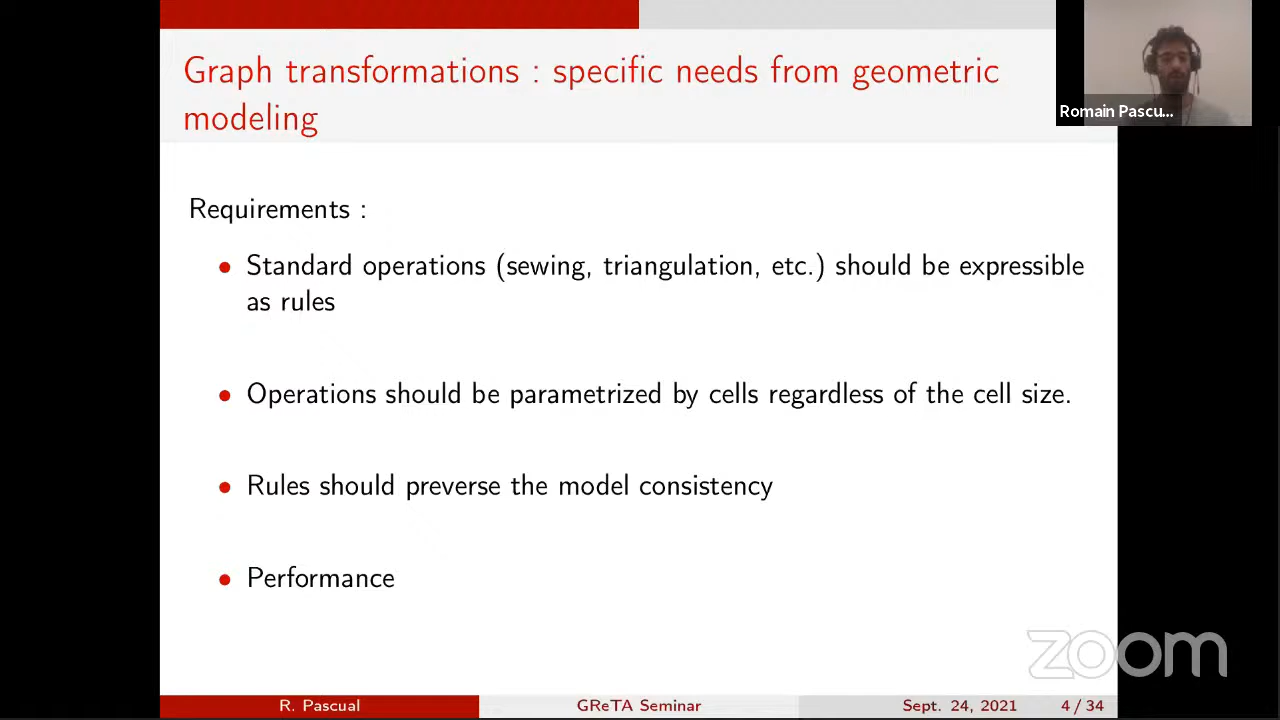 Graph transformations : specific needs from geometric
modeling
Romain Pascu...
Requirements :
• Standard operations (sewing, triangulation, etc.) should be expressible
as rules
• Operations should be parametrized by cells regardless of the cell size.
• Rules should preverse the model consistency
• Performance
zoom
R. Pascual GReTA Seminar Sept. 24, 2021 4 / 34